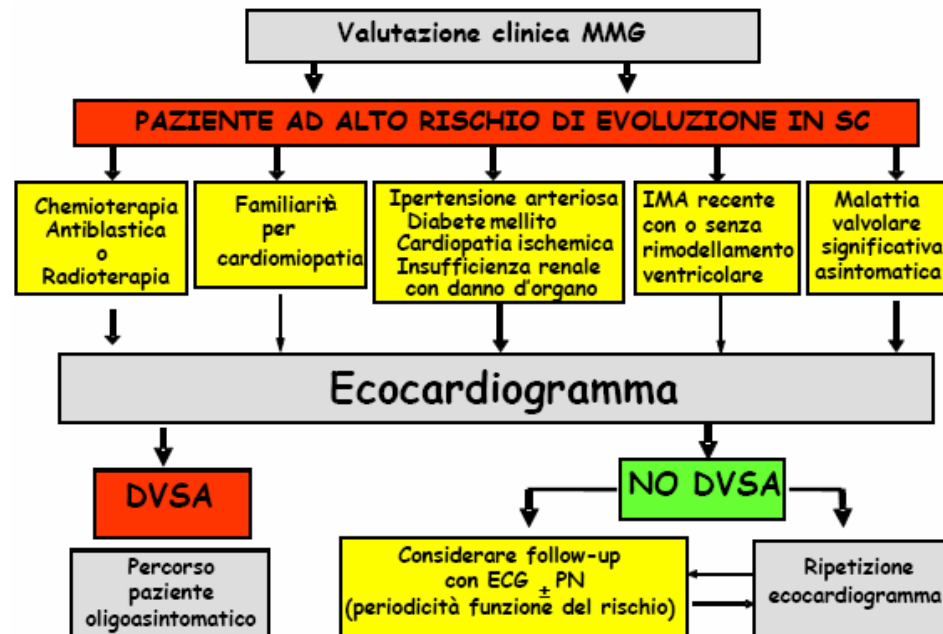 Valutazione clinica MMG
PAZIENTE AD ALTO RISCHIO DI EVOLUZIONE IN SC
Chemioterapia
Antiblastica
o
Radioterapia
Familiarità
per
cardiomiopatia
Ipertensione arteriosa
Diabete mellito
Cardiopatia ischemica
Insufficienza renale
con danno d'organo
IMA recente
con o senza
rimodellamento
ventricolare
Malattia
valvolare
significativa
asintomatica
Ecocardiogramma
DVSA
NO DVSA
Percorso
paziente
oligoasintomatico
Considerare follow-up
con ECG ± PN
(periodicità funzione del rischio)
Ripetizione
ecocardiogramma